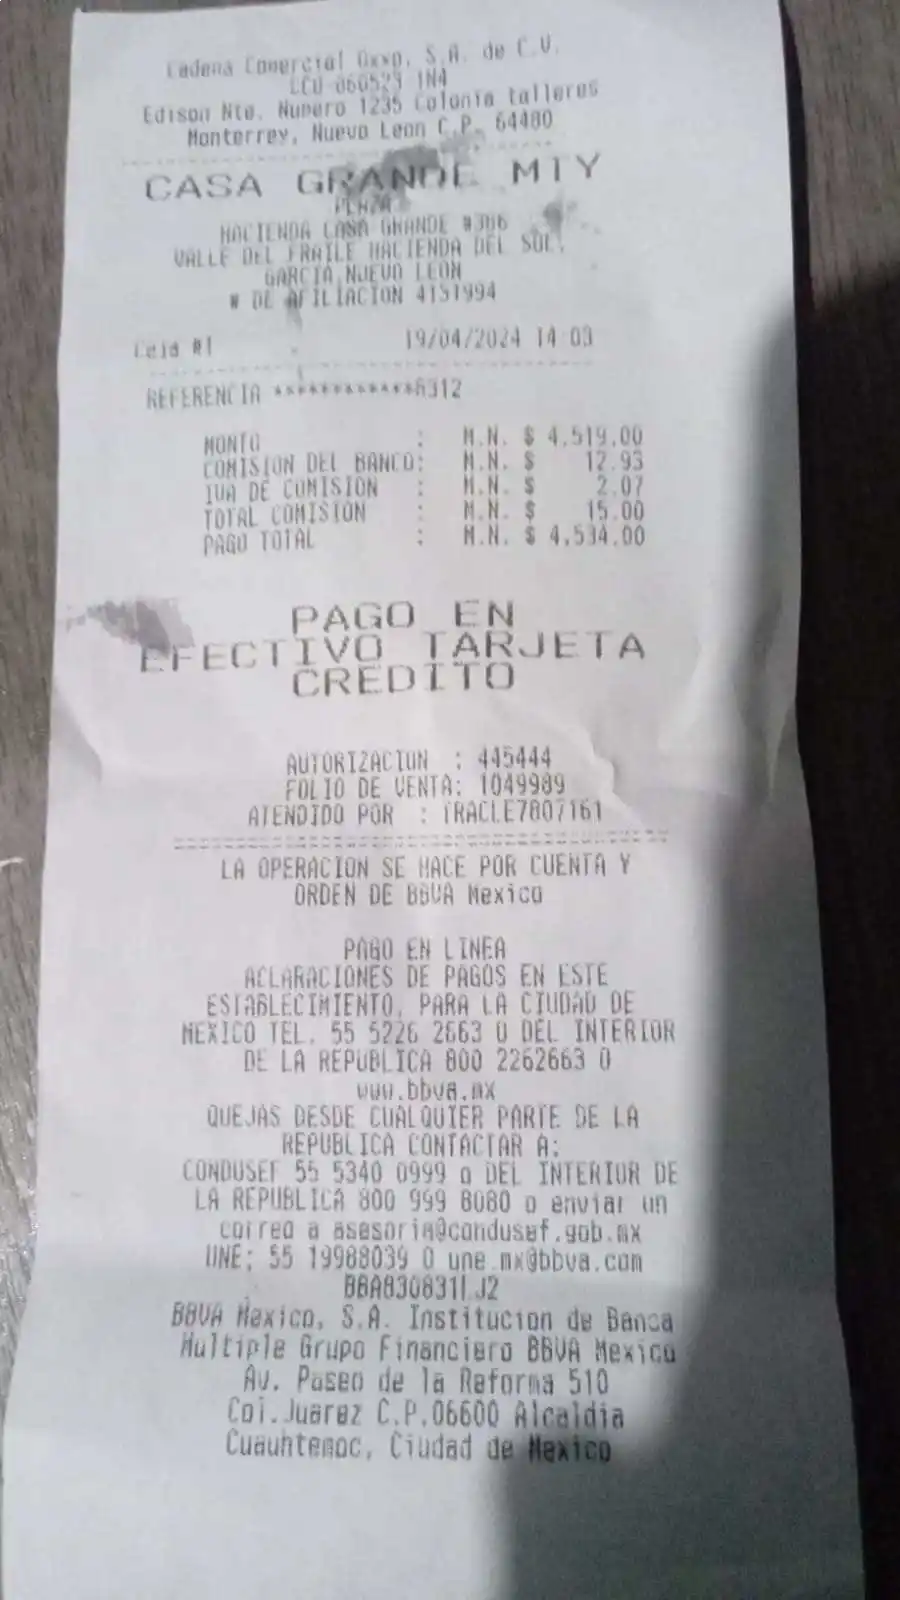 Cadena Comercial Oxxo, S.A. de C.V.
CCO-860523 1N4
Edison Nte. Numero 1235 Colonia talleres
Monterrey, Nuevo Leon C.P. 64480
CASA GRANDE MTY
PLAZA
HACIENDA CASA GRANDE #306
VALLE DEL FRAILE HACIENDA DEL SOL,
GARCIA,NUEVO LEON
# DE AFILIACION 4151994
Caja #1 19/04/2024 14:03
REFERENCIA ************6312
MONTO : M.N. $ 4,519.00
COMISION DEL BANCO: M.N. $ 12.93
IVA DE COMISION : M.N. $ 2.07
TOTAL COMISION : M.N. $ 15.00
PAGO TOTAL : M.N. $ 4,534.00
PAGO EN
EFECTIVO TARJETA
CREDITO
AUTORIZACION : 445444
FOLIO DE VENTA: 1049989
ATENDIDO POR : TRACLE7807161
LA OPERACION SE HACE POR CUENTA Y
ORDEN DE BBVA Mexico
PAGO EN LINEA
ACLARACIONES DE PAGOS EN ESTE
ESTABLECIMIENTO, PARA LA CIUDAD DE
MEXICO TEL. 55 5226 2663 O DEL INTERIOR
DE LA REPUBLICA 800 2262663 O
www.bbva.mx
QUEJAS DESDE CUALQUIER PARTE DE LA
REPUBLICA CONTACTAR A:
CONDUSEF 55 5340 0999 o DEL INTERIOR DE
LA REPUBLICA 800 999 8080 o enviar un
correo a asesoria@condusef.gob.mx
UNE: 55 19988039 O une.mx@bbva.com
BBA830831LJ2
BBVA Mexico, S.A. Institucion de Banca
Multiple Grupo Financiero BBVA Mexico
Av. Paseo de la Reforma 510
Col.Juarez C.P.06600 Alcaldia
Cuauhtemoc, Ciudad de Mexico